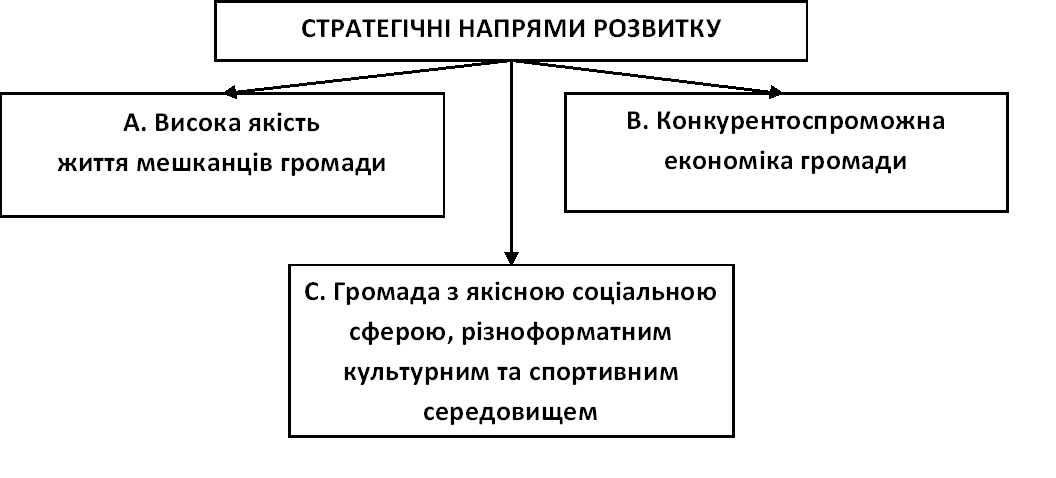 СТРАТЕГІЧНІ НАПРЯМИ РОЗВИТКУ
А. Висока якість
життя мешканців громади
В. Конкурентоспроможна
економіка громади
С. Громада з якісною соціальною
сферою, різноформатним
культурним та спортивним
середовищем